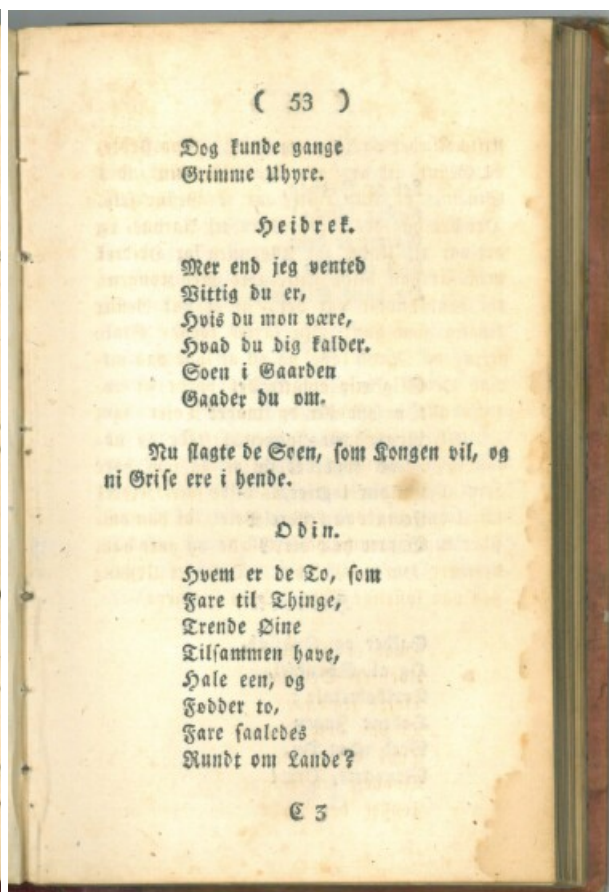 ( 53 )
Dog kunde gange
Grimme Uhyre.
Heidrek.
Mer end jeg vented
Vittig du er,
Hvis du mon være,
Hvad du dig kalder.
Soen i Gaarden
Gaader du om.
Nu slagte de Soen, som Kongen vil, og
ni Grise ere i hende.
Odin.
Hvem er de To, som
Fare til Thinge,
Trende Øine
Tilsammen have,
Hale een, og
Fødder to,
Fare saaledes
Rundt om Lande?
C 3